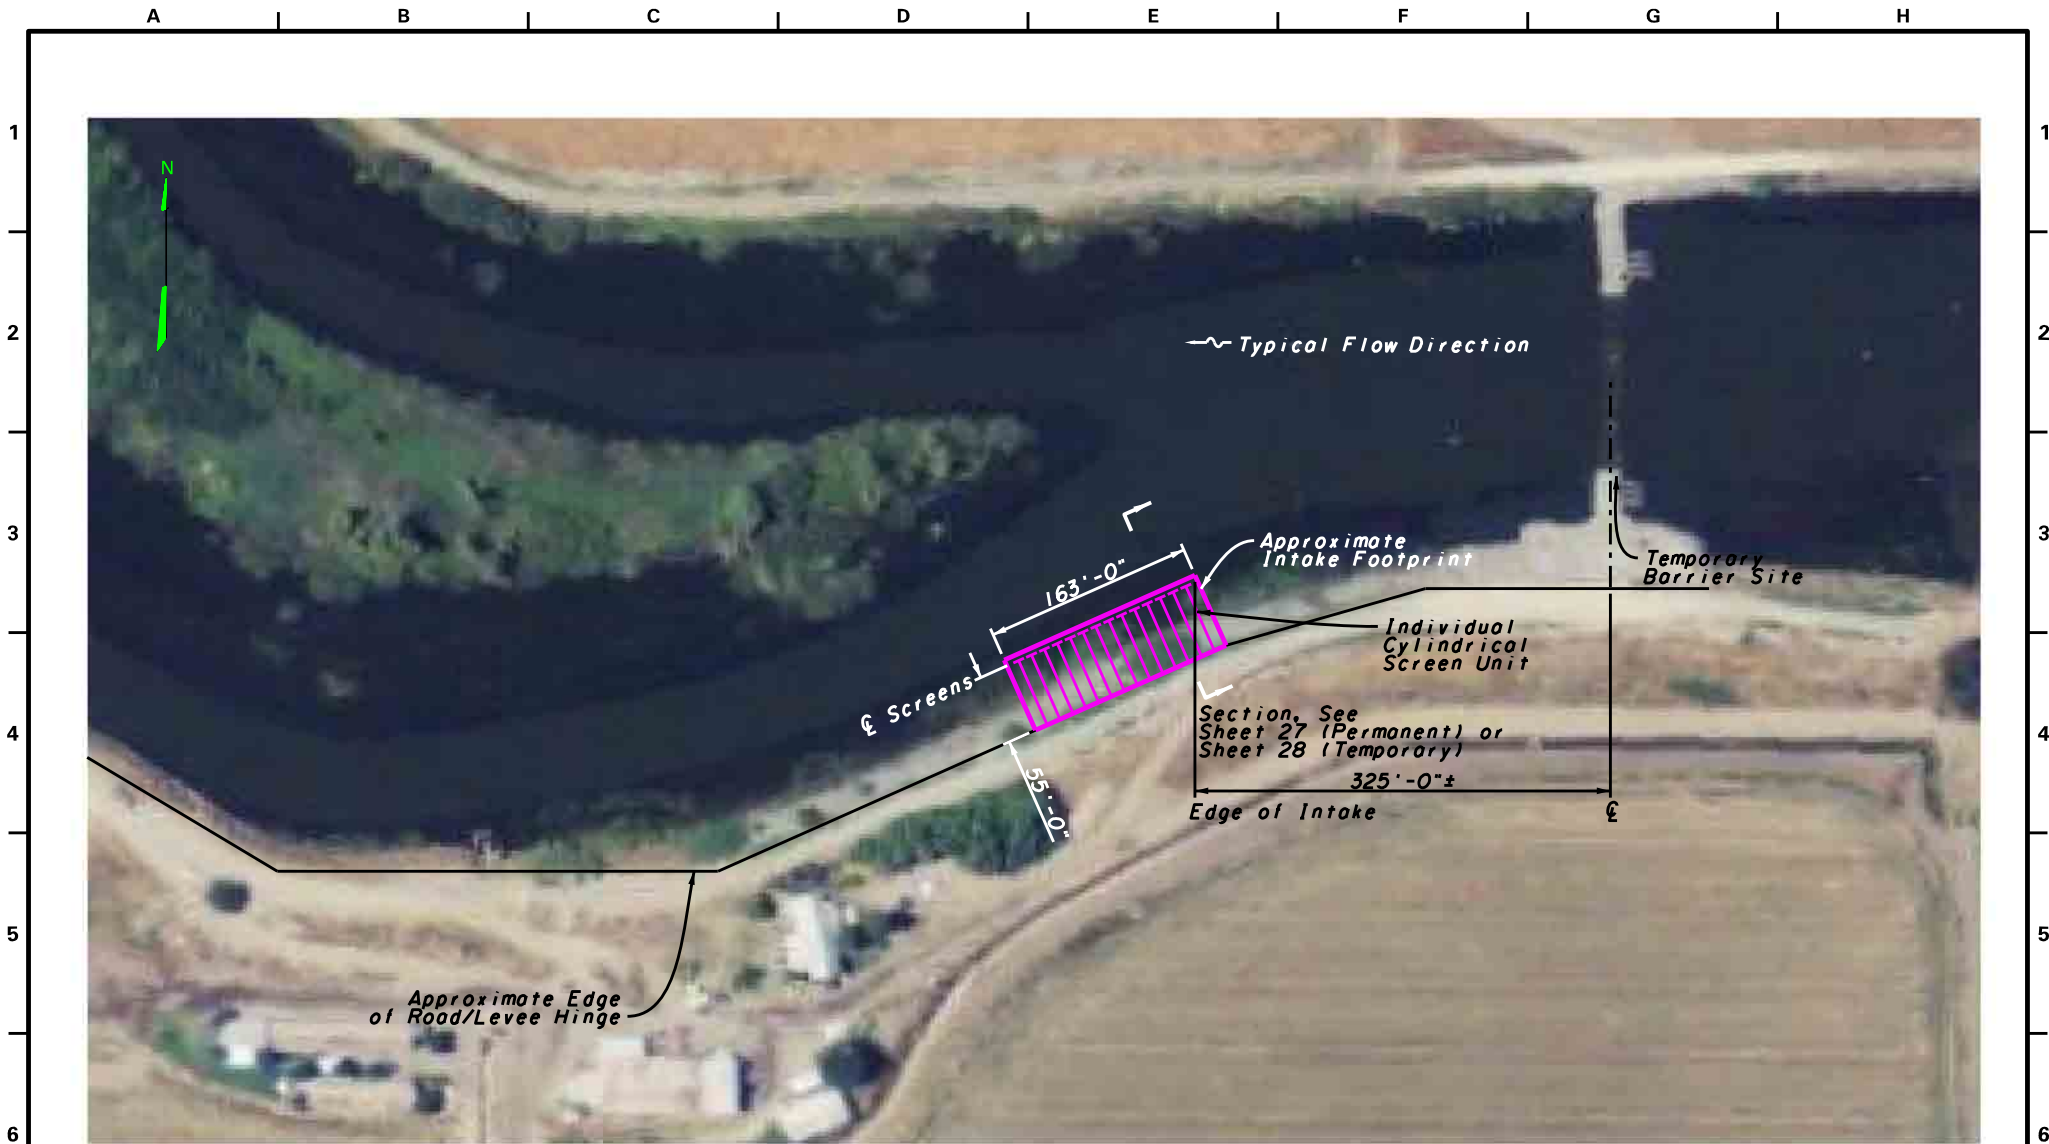 A B C D E F G H
1 1
N
2 2
Typical Flow Direction
3 3
Approximate
Intake Footprint
Temporary
Barrier Site
163'-0"
Individual
Cylindrical
Screen Unit
℄ Screens
4 4
Section, See
Sheet 27 (Permanent) or
Sheet 28 (Temporary)
55'-0"
325'-0"±
Edge of Intake
℄
5 5
Approximate Edge
of Road/Levee Hinge
6 6